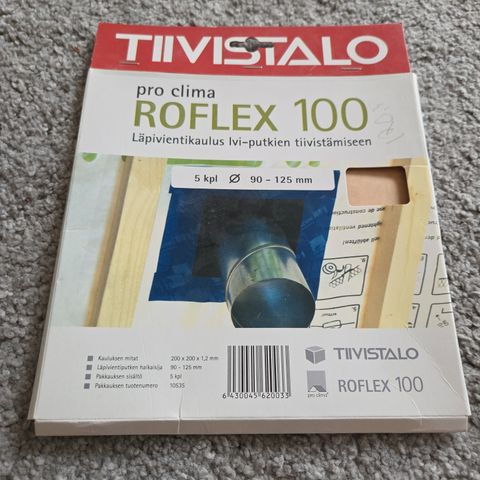 TIIVISTALO
pro clima
ROFLEX 100
Läpivientikaulus lvi-putkien tiivistämiseen
5 kpl Ø 90 – 125 mm
Kauluksen mitat 200 x 200 x 1,2 mm
Läpivientiputken halkaisija 90 – 125 mm
Pakkauksen sisältö 5 kpl
Pakkauksen tuotenumero 10535
6 430045 620033
TIIVISTALO
pro clima
ROFLEX 100